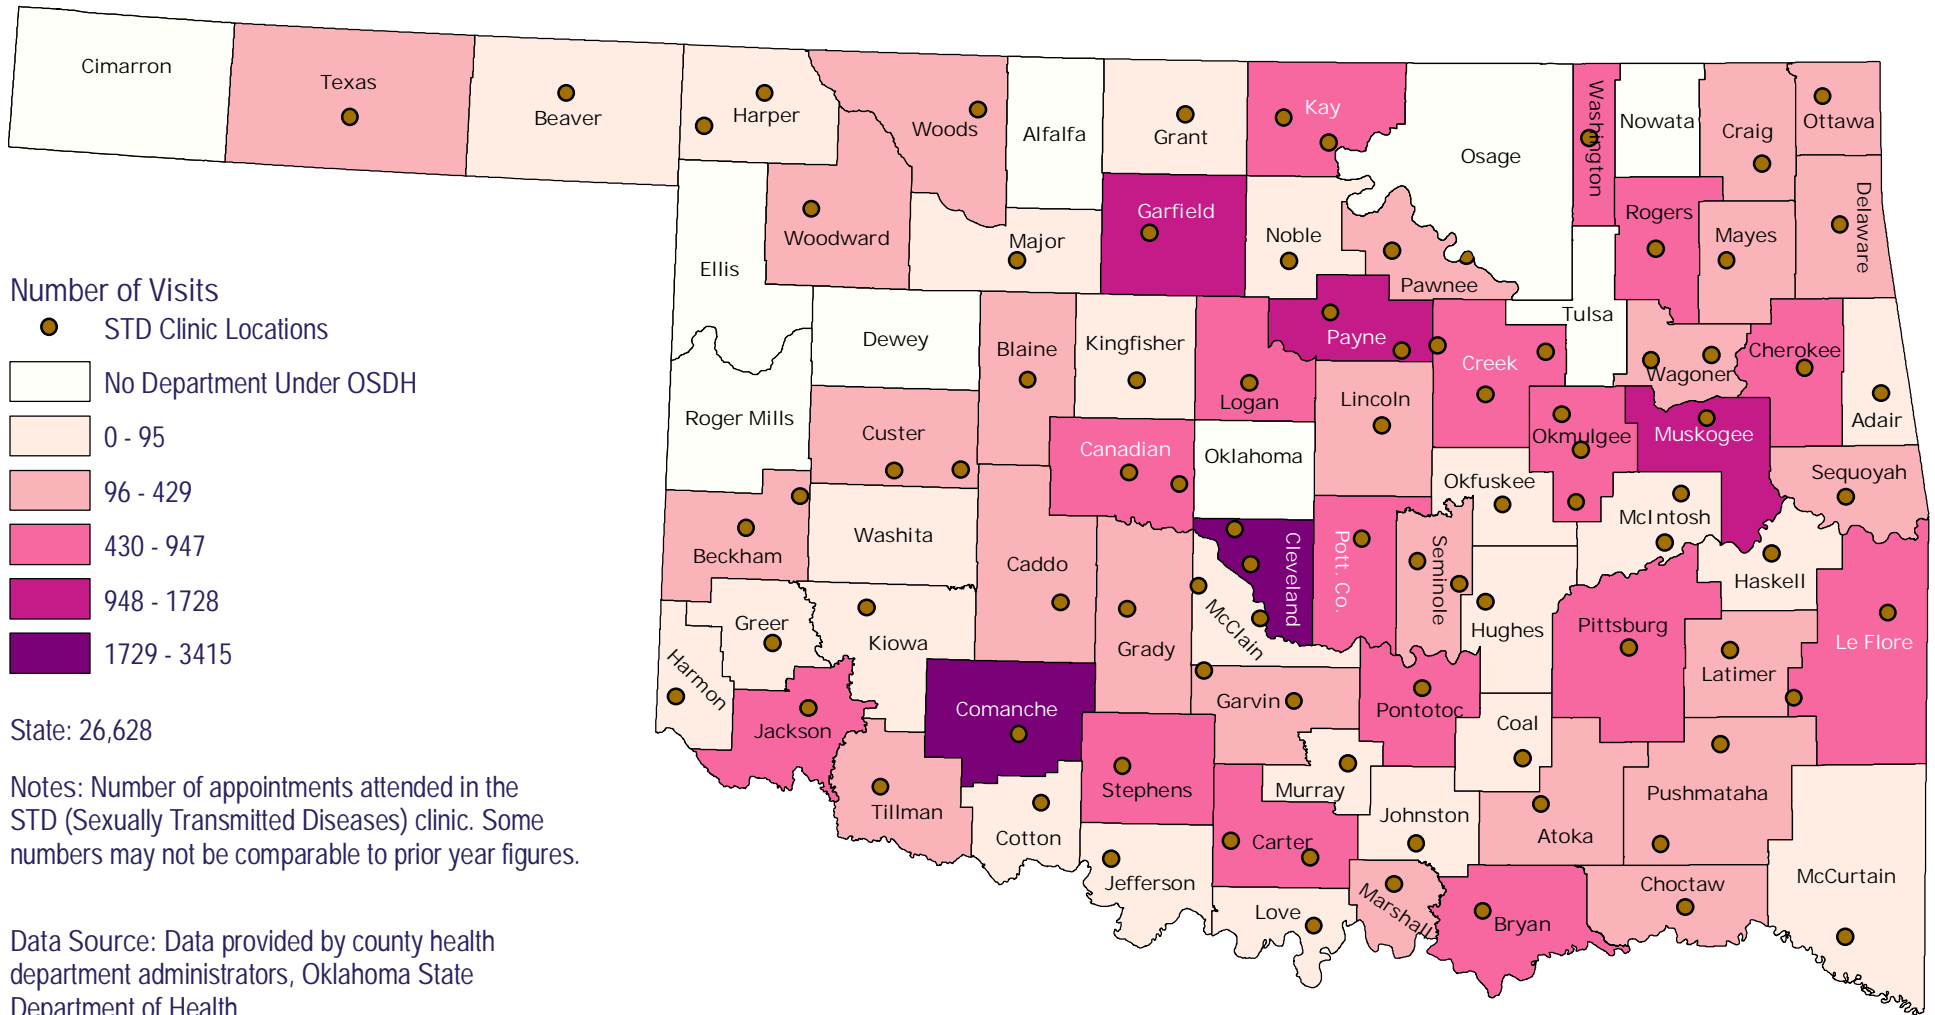 Cimarron
Texas
Beaver
Harper
Woods
Alfalfa
Grant
Kay
Osage
Washington
Nowata
Craig
Ottawa
Delaware
Ellis
Woodward
Major
Garfield
Noble
Pawnee
Rogers
Mayes
Tulsa
Roger Mills
Dewey
Blaine
Kingfisher
Logan
Payne
Creek
Lincoln
Wagoner
Cherokee
Adair
Custer
Canadian
Oklahoma
Okmulgee
Muskogee
Okfuskee
McIntosh
Sequoyah
Beckham
Washita
Caddo
Grady
McClain
Cleveland
Pott. Co.
Seminole
Hughes
Haskell
Pittsburg
Latimer
Le Flore
Harmon
Greer
Kiowa
Jackson
Comanche
Tillman
Cotton
Stephens
Garvin
Pontotoc
Coal
Murray
Johnston
Atoka
Pushmataha
Jefferson
Carter
Love
Marshall
Bryan
Choctaw
McCurtain
Number of Visits
STD Clinic Locations
No Department Under OSDH
0 - 95
96 - 429
430 - 947
948 - 1728
1729 - 3415
State: 26,628
Notes: Number of appointments attended in the
STD (Sexually Transmitted Diseases) clinic. Some
numbers may not be comparable to prior year figures.
Data Source: Data provided by county health
department administrators, Oklahoma State
Department of Health